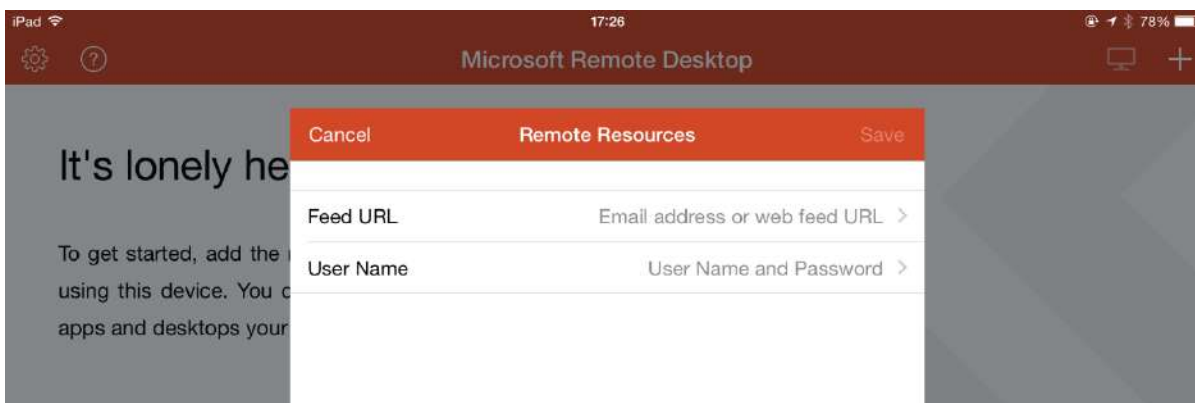 iPad 17:26 78%
Microsoft Remote Desktop
Cancel Remote Resources Save
It's lonely he
Feed URL Email address or web feed URL
To get started, add the
User Name User Name and Password
using this device. You
apps and desktops your